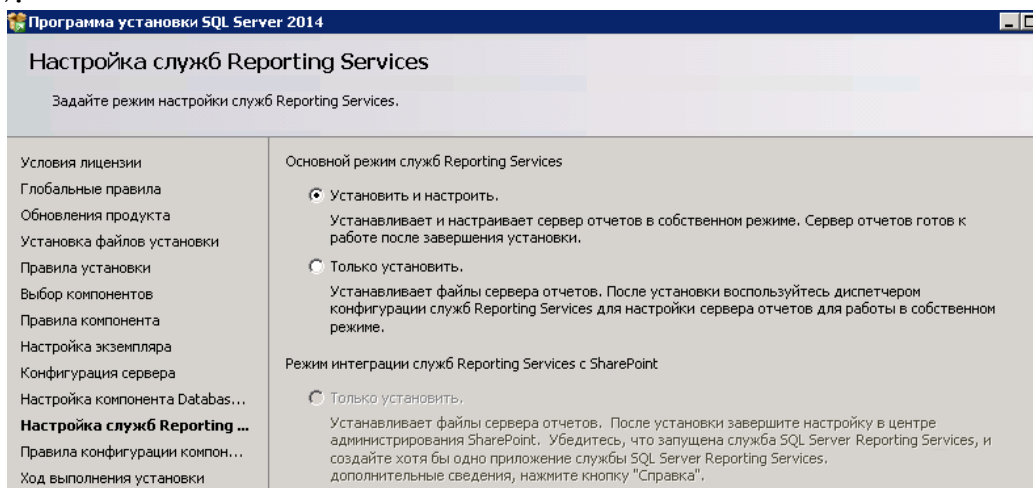 Программа установки SQL Server 2014
Настройка служб Reporting Services
Задайте режим настройки служб Reporting Services.
Условия лицензии
Глобальные правила
Обновления продукта
Установка файлов установки
Правила установки
Выбор компонентов
Правила компонента
Настройка экземпляра
Конфигурация сервера
Настройка компонента Databas...
Настройка служб Reporting ...
Правила конфигурации компон...
Ход выполнения установки
Основной режим служб Reporting Services
Установить и настроить.
Устанавливает и настраивает сервер отчетов в собственном режиме. Сервер отчетов готов к
работе после завершения установки.
Только установить.
Устанавливает файлы сервера отчетов. После установки воспользуйтесь диспетчером
конфигурации служб Reporting Services для настройки сервера отчетов для работы в собственном
режиме.
Режим интеграции служб Reporting Services с SharePoint
Только установить.
Устанавливает файлы сервера отчетов. После установки завершите настройку в центре
администрирования SharePoint. Убедитесь, что запущена служба SQL Server Reporting Services, и
создайте хотя бы одно приложение службы SQL Server Reporting Services.
дополнительные сведения, нажмите кнопку "Справка".